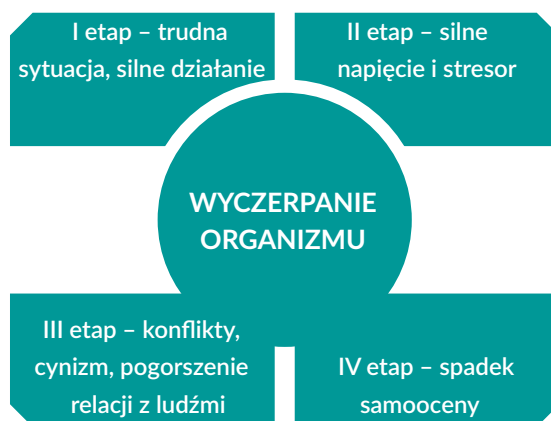 I etap – trudna
sytuacja, silne działanie
II etap – silne
napięcie i stresor
WYCZERPANIE
ORGANIZMU
III etap – konflikty,
cynizm, pogorszenie
relacji z ludźmi
IV etap – spadek
samooceny